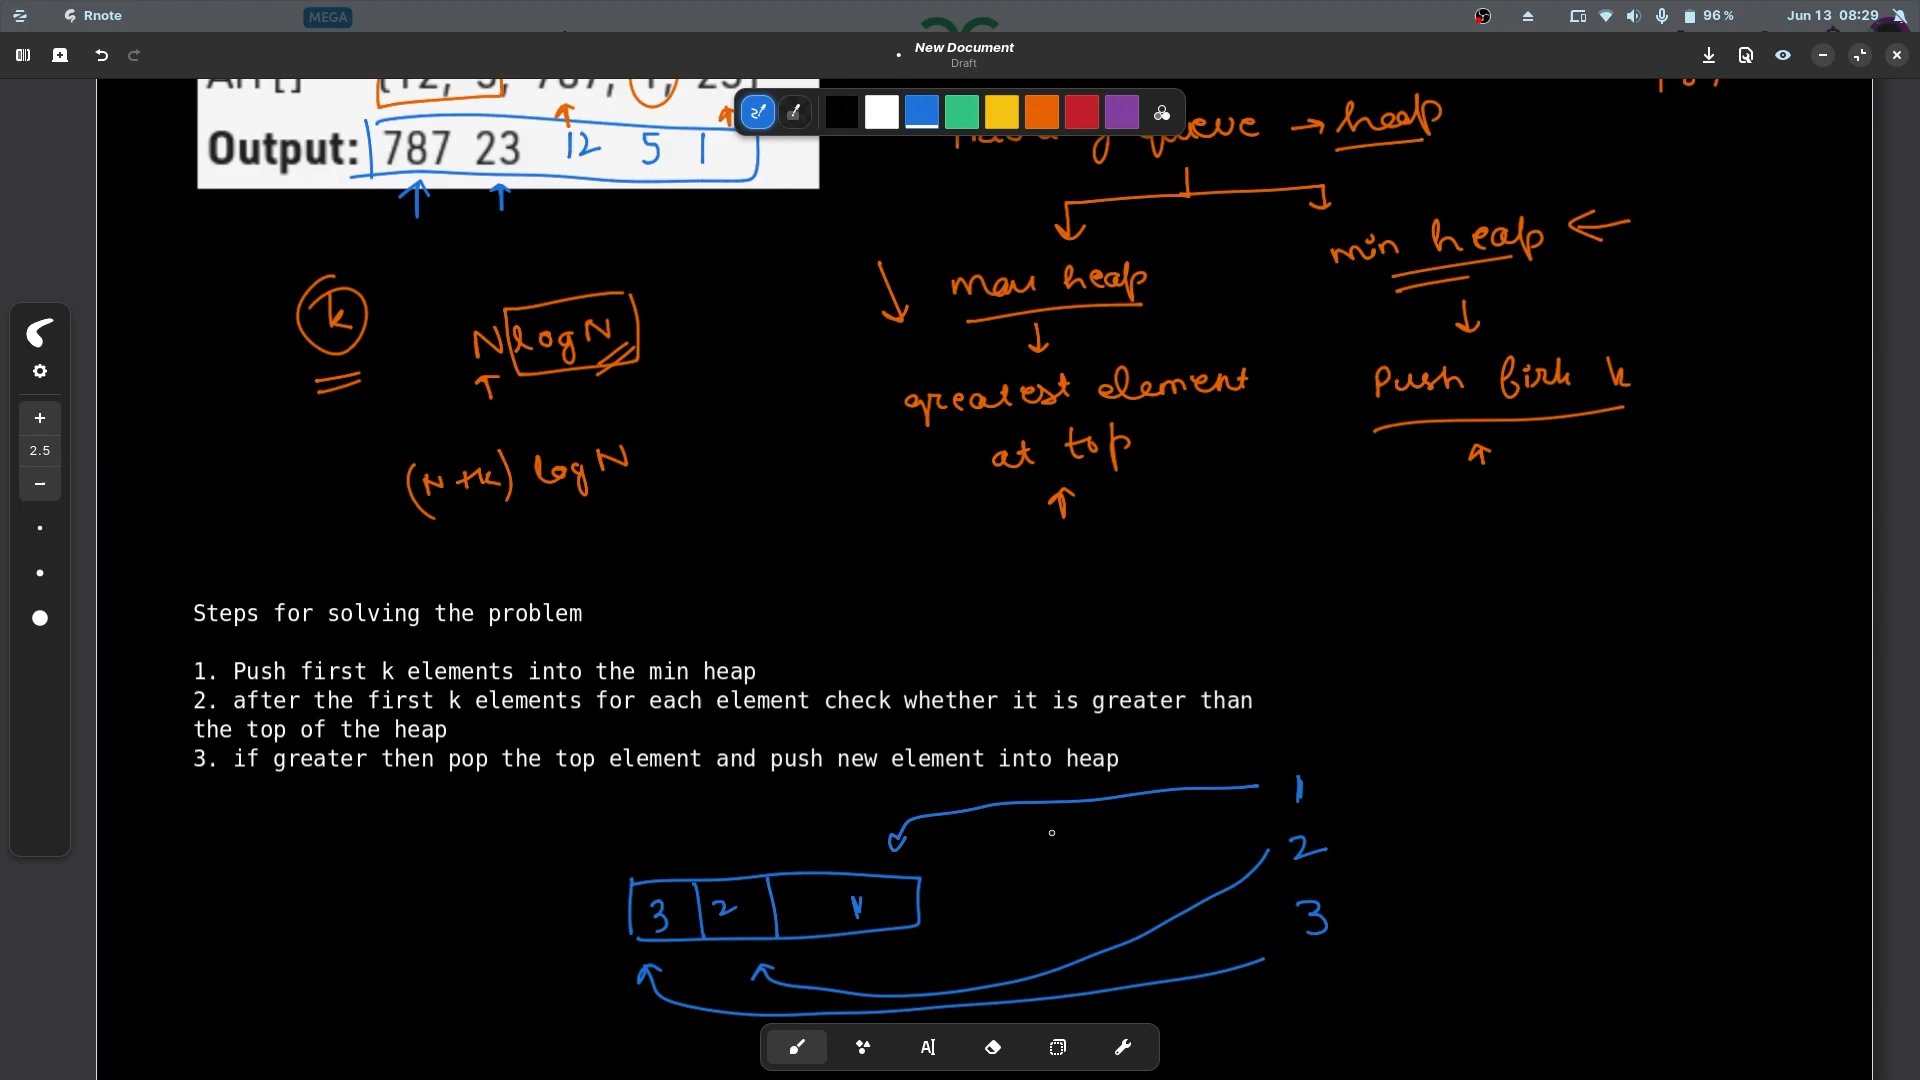 Rnote
MEGA
96 %
Jun 13 08:29
New Document
Draft
Arr[]
Output: 787 23 12 5 1
queue → heap
max heap
min heap
greatest element
at top
Push first k
k
N log N
(N+k) log N
2.5
Steps for solving the problem
1. Push first k elements into the min heap
2. after the first k elements for each element check whether it is greater than
the top of the heap
3. if greater then pop the top element and push new element into heap
1
2
3
3 2 1